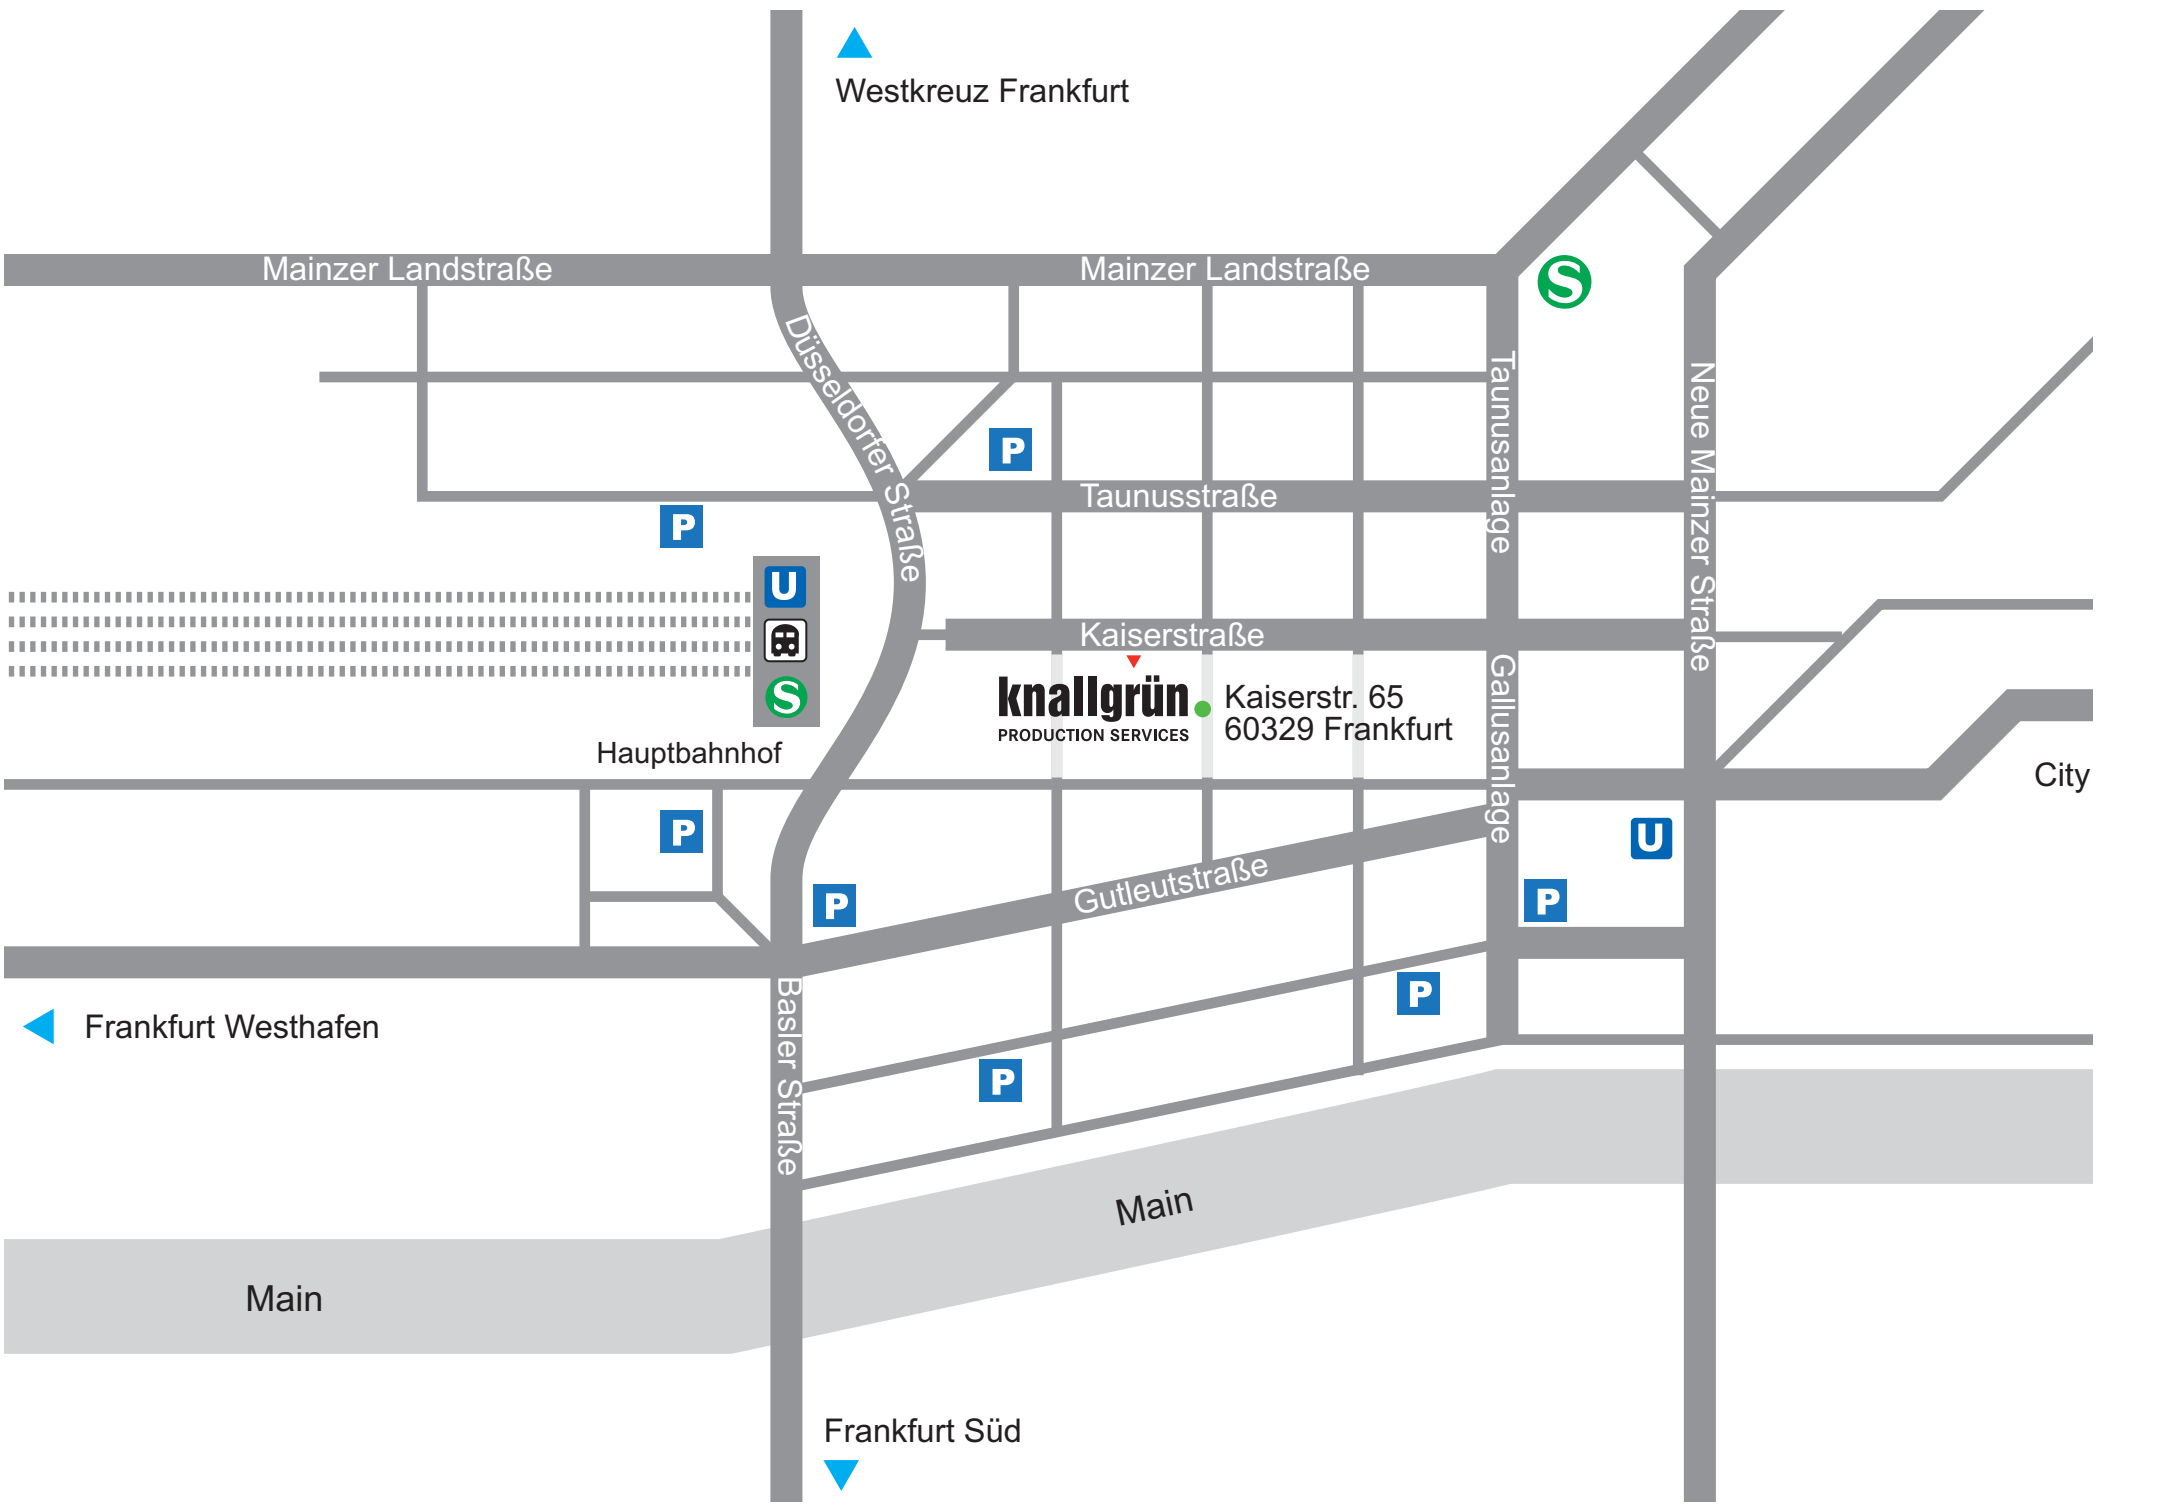 Westkreuz Frankfurt
Mainzer Landstraße
Mainzer Landstraße
S
Düsseldorfer Straße
Taunusanlage
Neue Mainzer Straße
P
Taunusstraße
P
U
Kaiserstraße
S
knallgrün
PRODUCTION SERVICES
Kaiserstr. 65
60329 Frankfurt
Gallusanlage
Hauptbahnhof
City
P
U
Gutleutstraße
P
P
P
Basler Straße
Frankfurt Westhafen
P
Main
Main
Frankfurt Süd